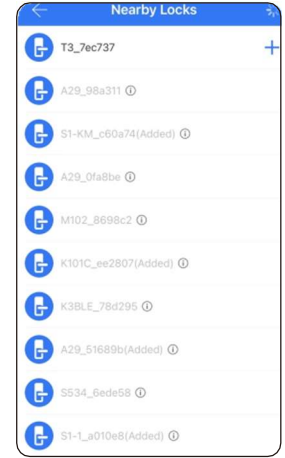 Nearby Locks
T3_7ec737
A29_98a311
S1-KM_c60a74(Added)
A29_0fa8be
M102_8698c2
K101C_ee2807(Added)
K3BLE_78d295
A29_51689b(Added)
S534_6ede58
S1-1_a010e8(Added)